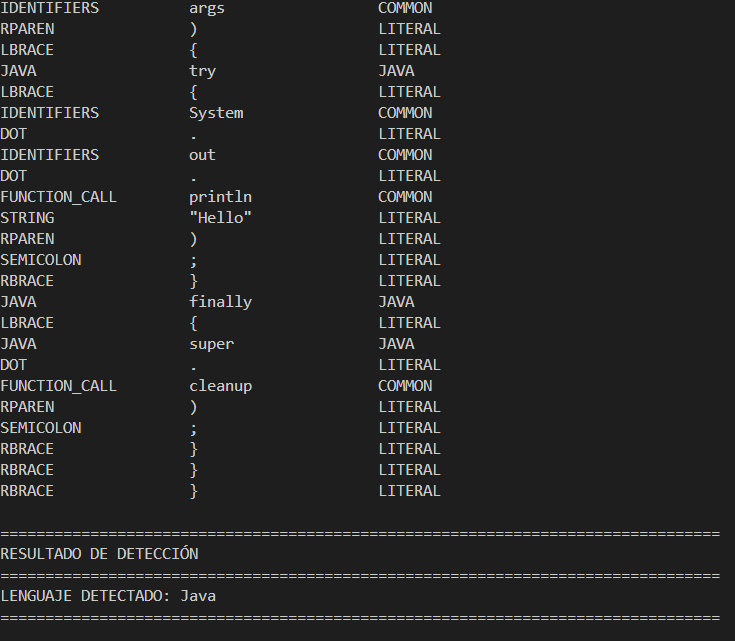 IDENTIFIERS          args                 COMMON
RPAREN               )                    LITERAL
LBRACE               {                    LITERAL
JAVA                 try                  JAVA
LBRACE               {                    LITERAL
IDENTIFIERS          System               COMMON
DOT                  .                    LITERAL
IDENTIFIERS          out                  COMMON
DOT                  .                    LITERAL
FUNCTION_CALL        println              COMMON
STRING               "Hello"              LITERAL
RPAREN               )                    LITERAL
SEMICOLON            ;                    LITERAL
RBRACE               }                    LITERAL
JAVA                 finally              JAVA
LBRACE               {                    LITERAL
JAVA                 super                JAVA
DOT                  .                    LITERAL
FUNCTION_CALL        cleanup              COMMON
RPAREN               )                    LITERAL
SEMICOLON            ;                    LITERAL
RBRACE               }                    LITERAL
RBRACE               }                    LITERAL
RBRACE               }                    LITERAL

================================================================================
RESULTADO DE DETECCIÓN
================================================================================
LENGUAJE DETECTADO: Java
================================================================================